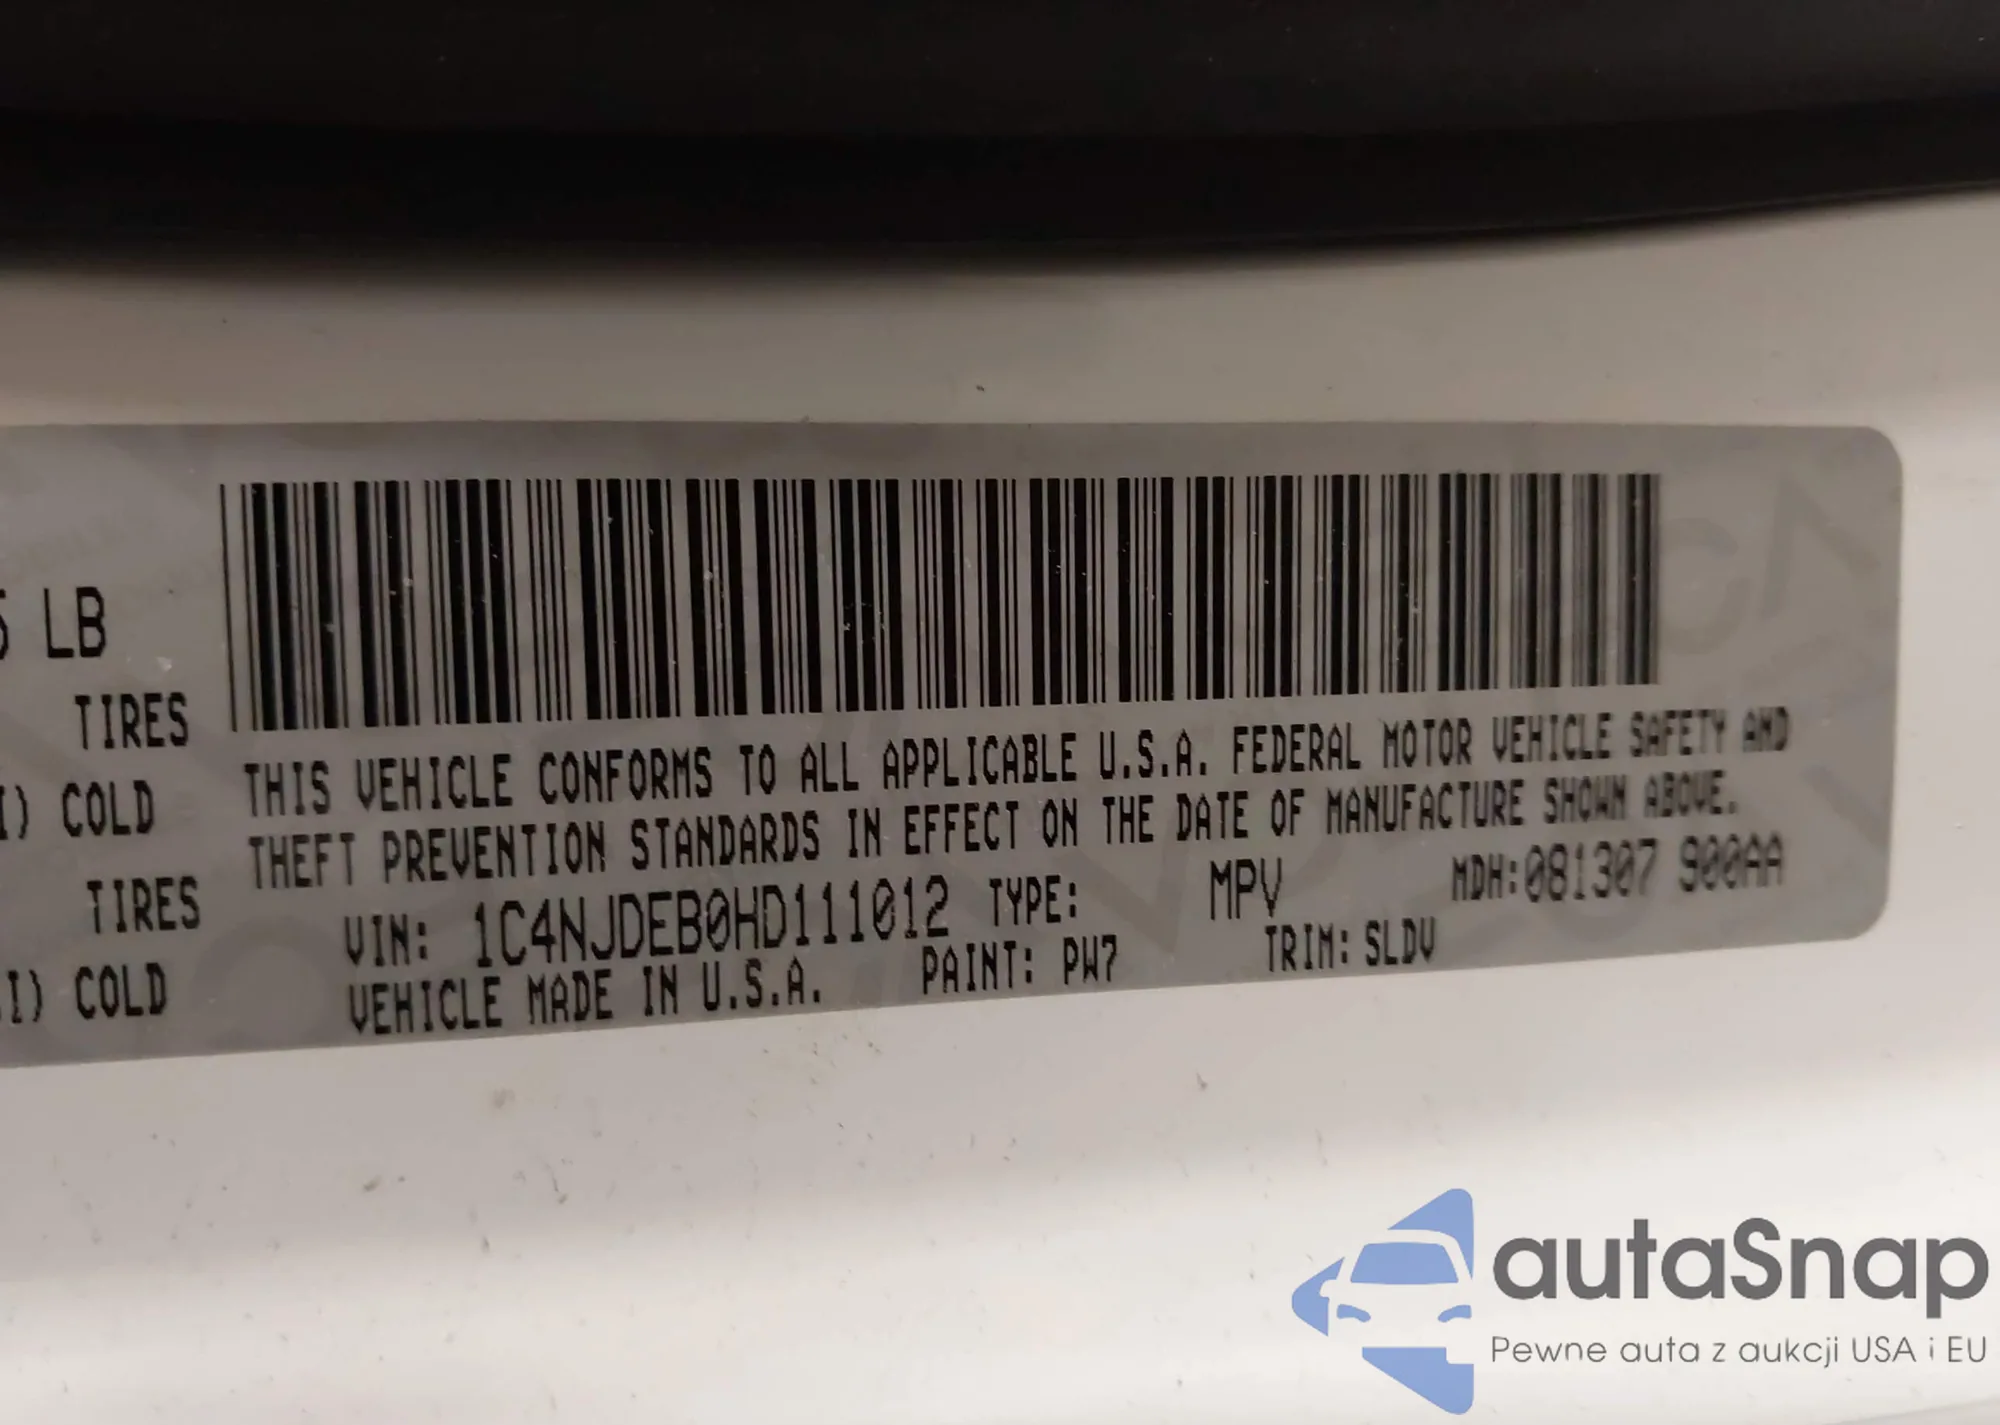 5 LB
TIRES
I) COLD
TIRES
I) COLD
THIS VEHICLE CONFORMS TO ALL APPLICABLE U.S.A. FEDERAL MOTOR VEHICLE SAFETY AND
THEFT PREVENTION STANDARDS IN EFFECT ON THE DATE OF MANUFACTURE SHOWN ABOVE.
VIN: 1C4NJDEB0HD111012 TYPE: MPV MDH:081307 900AA
VEHICLE MADE IN U.S.A. PAINT: PW7 TRIM: SLDV
autaSnap
Pewne auta z aukcji USA i EU